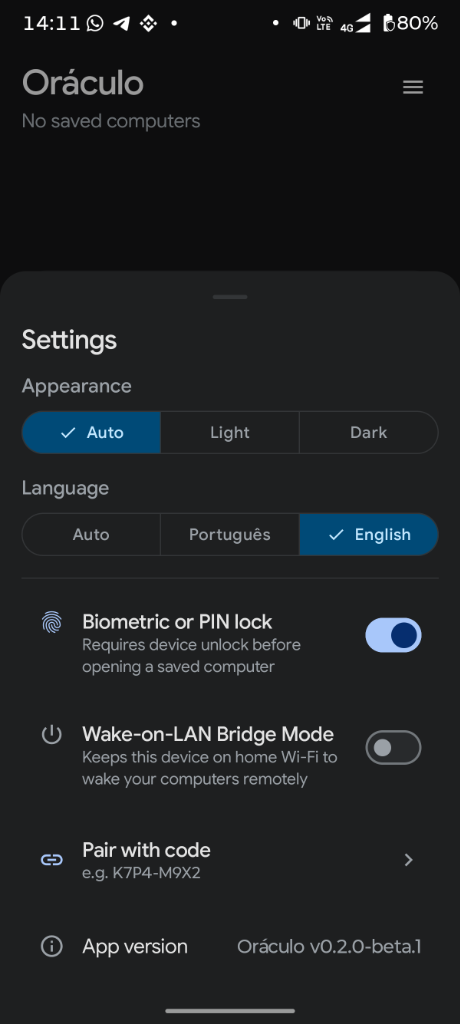 14:11
Vo))
LTE
4G
80%
Oráculo
No saved computers
Settings
Appearance
Auto
Light
Dark
Language
Auto
Português
English
Biometric or PIN lock
Requires device unlock before
opening a saved computer
Wake-on-LAN Bridge Mode
Keeps this device on home Wi-Fi to
wake your computers remotely
Pair with code
e.g. K7P4-M9X2
App version
Oráculo v0.2.0-beta.1